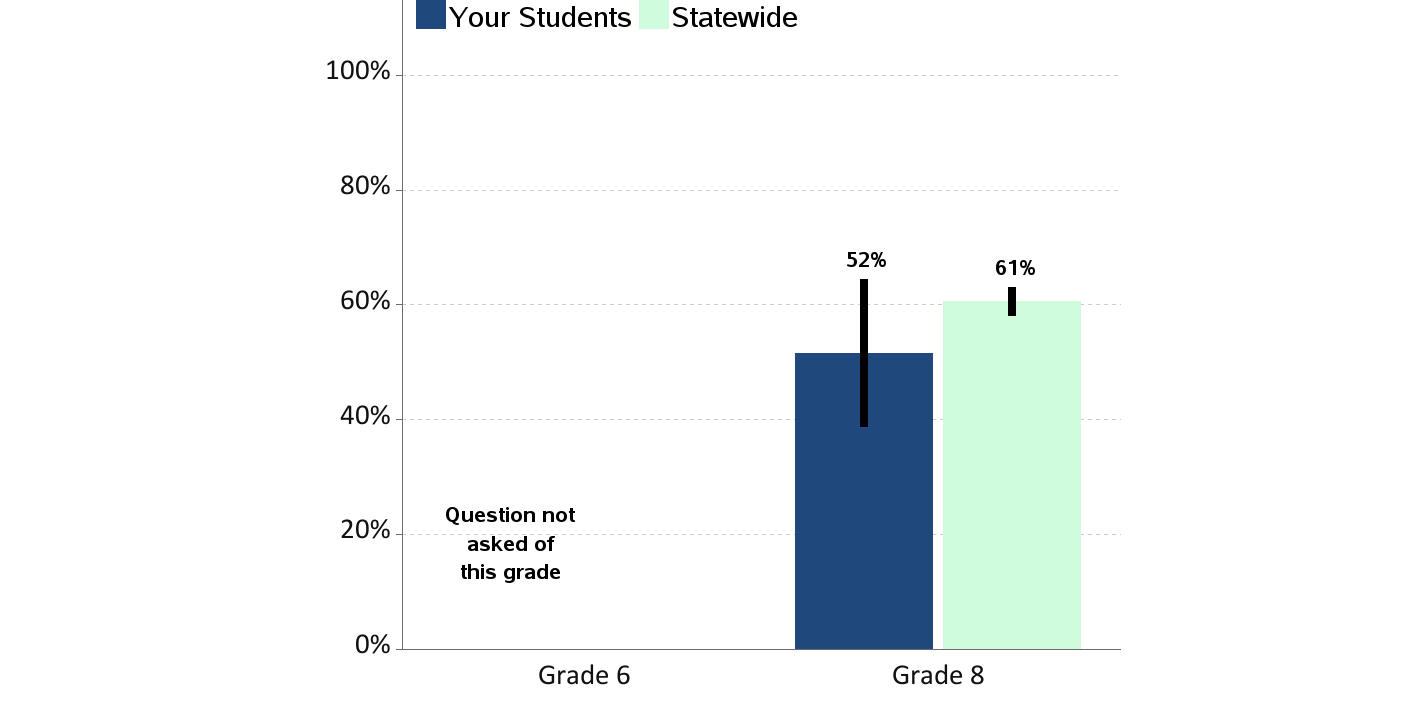 Your Students Statewide
100%
80%
52%
61%
60%
40%
Question not
20%
asked of
this grade
0%
Grade 6 Grade 8